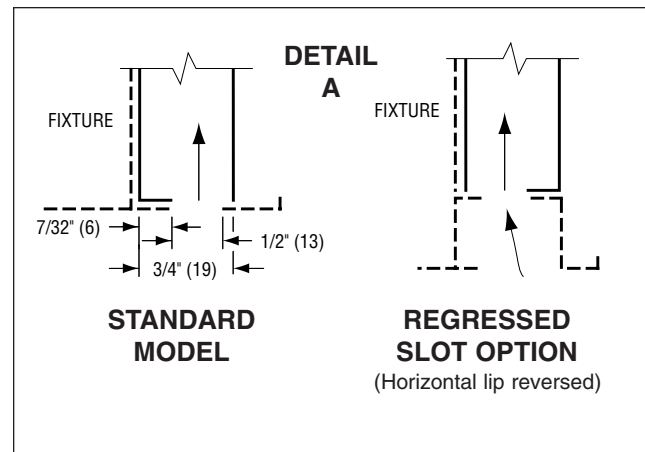 DETAIL
A
FIXTURE
FIXTURE
7/32" (6)
1/2" (13)
3/4" (19)
STANDARD
MODEL
REGRESSED
SLOT OPTION
(Horizontal lip reversed)